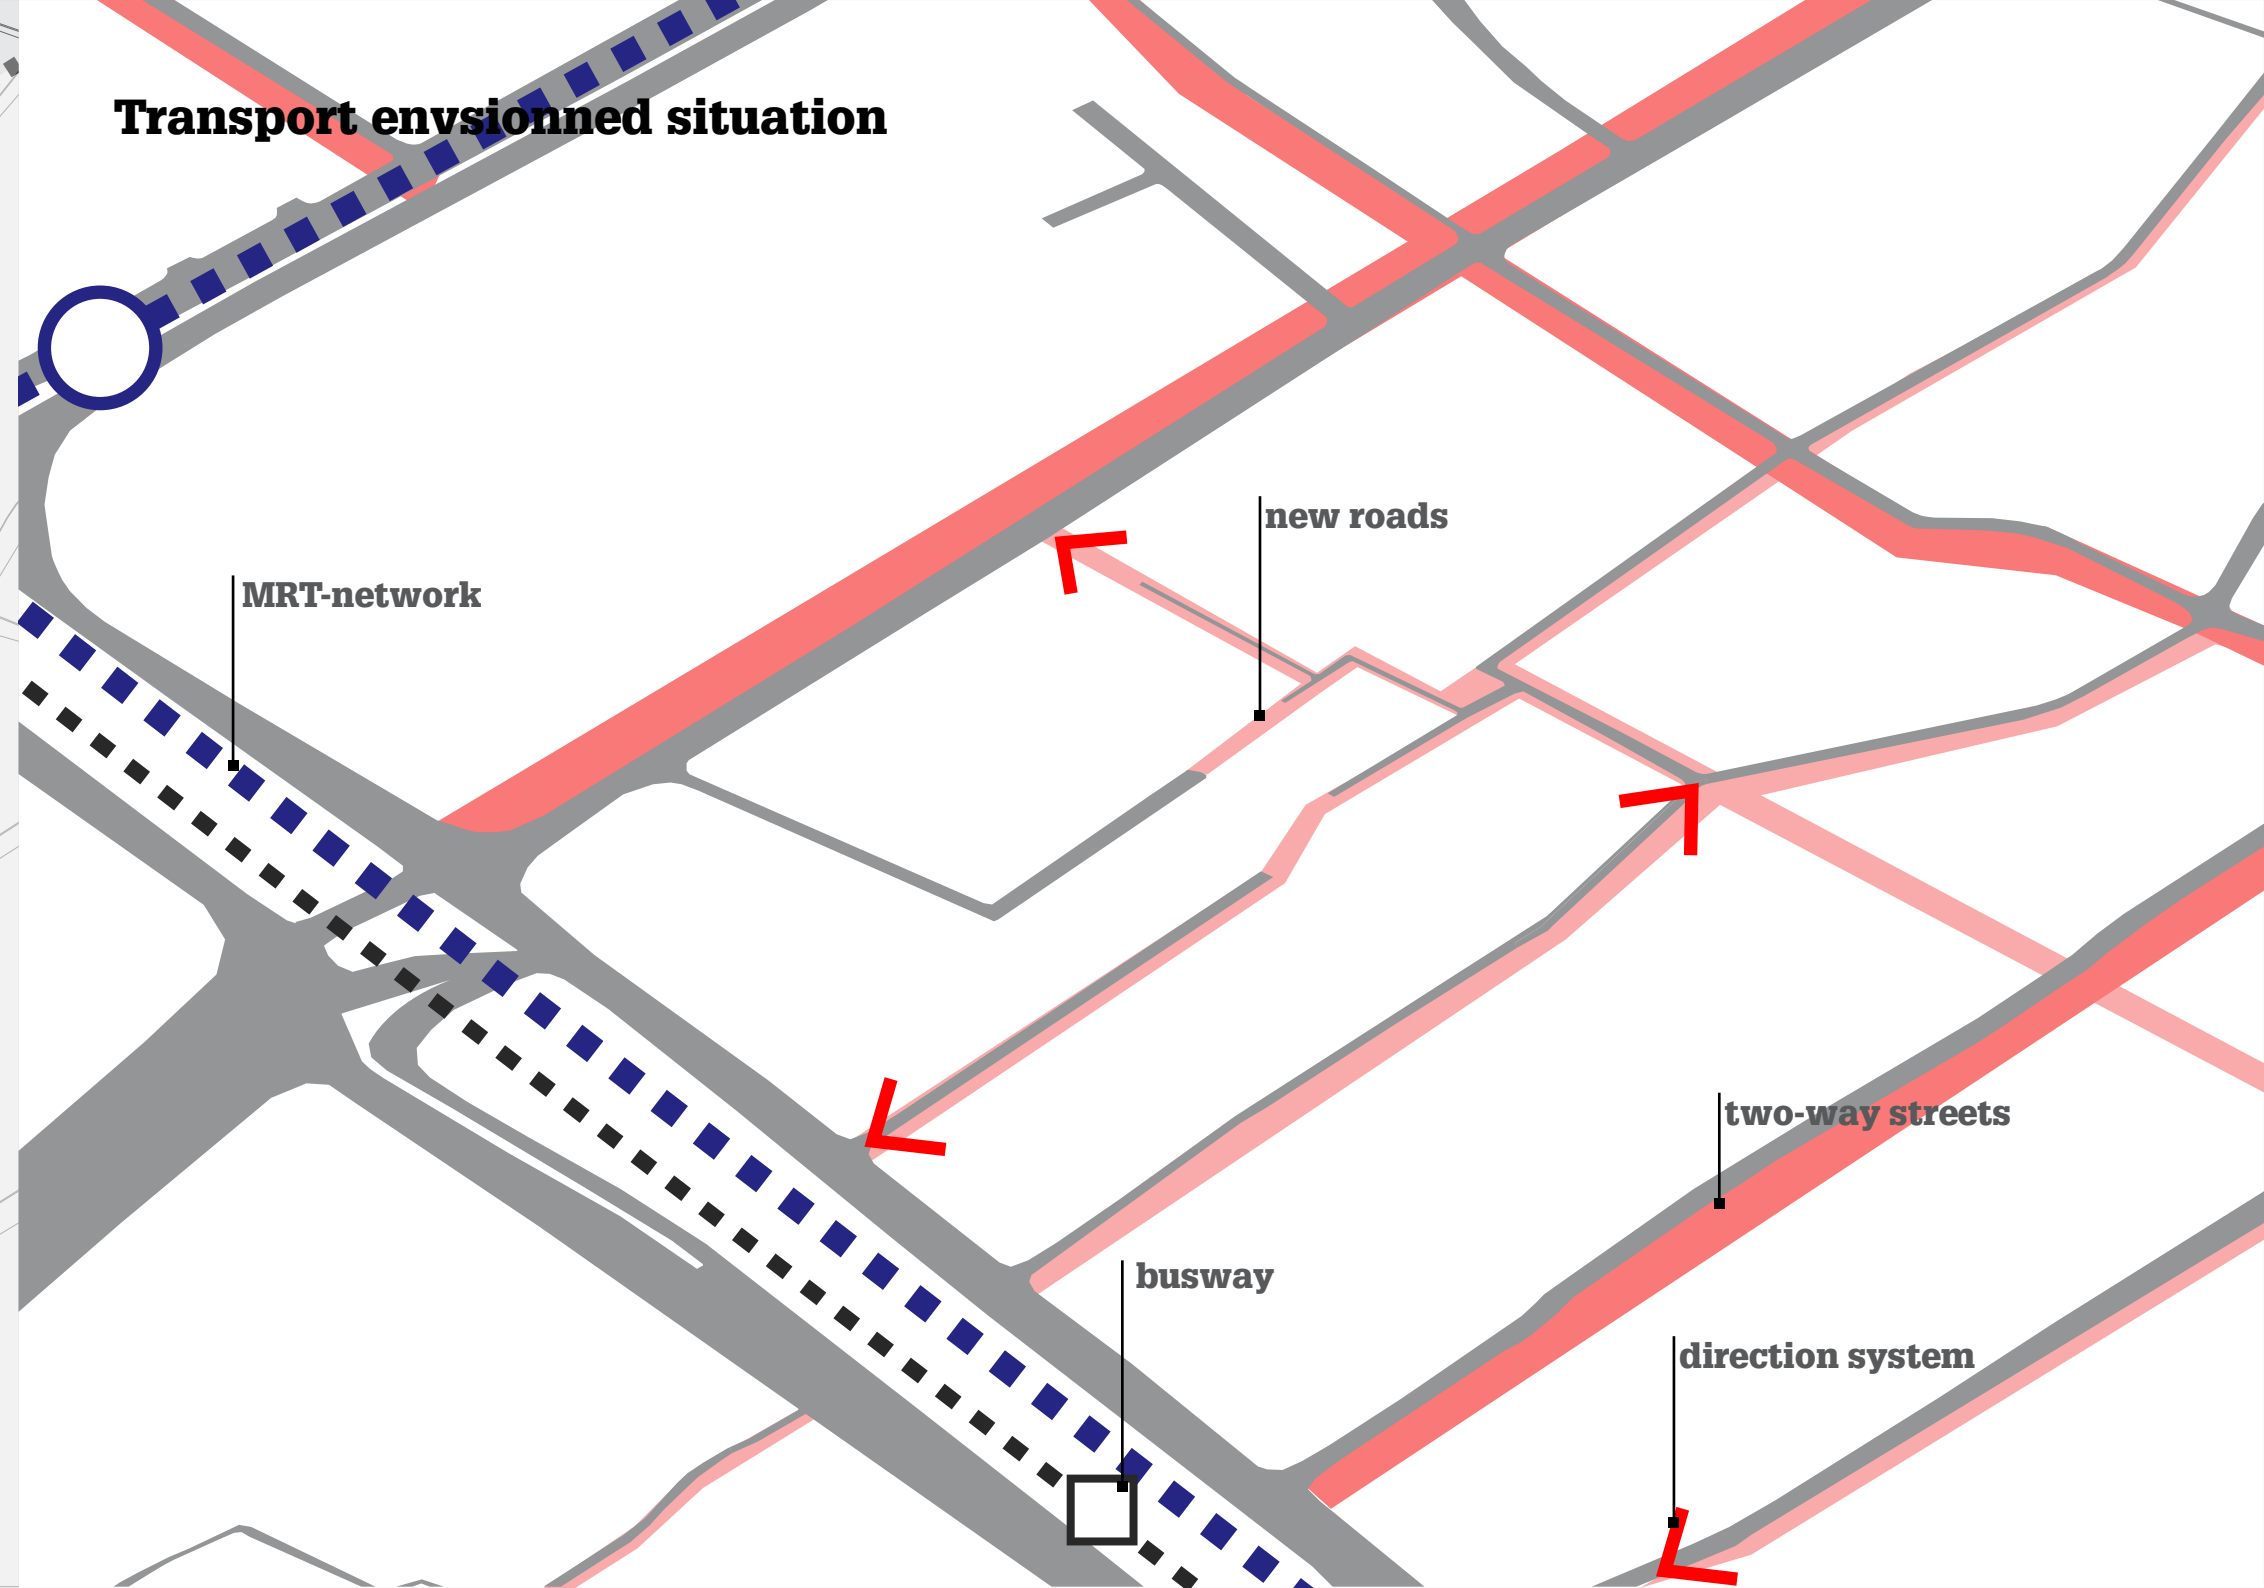 Transport envsionned situation
new roads
MRT-network
two-way streets
busway
direction system